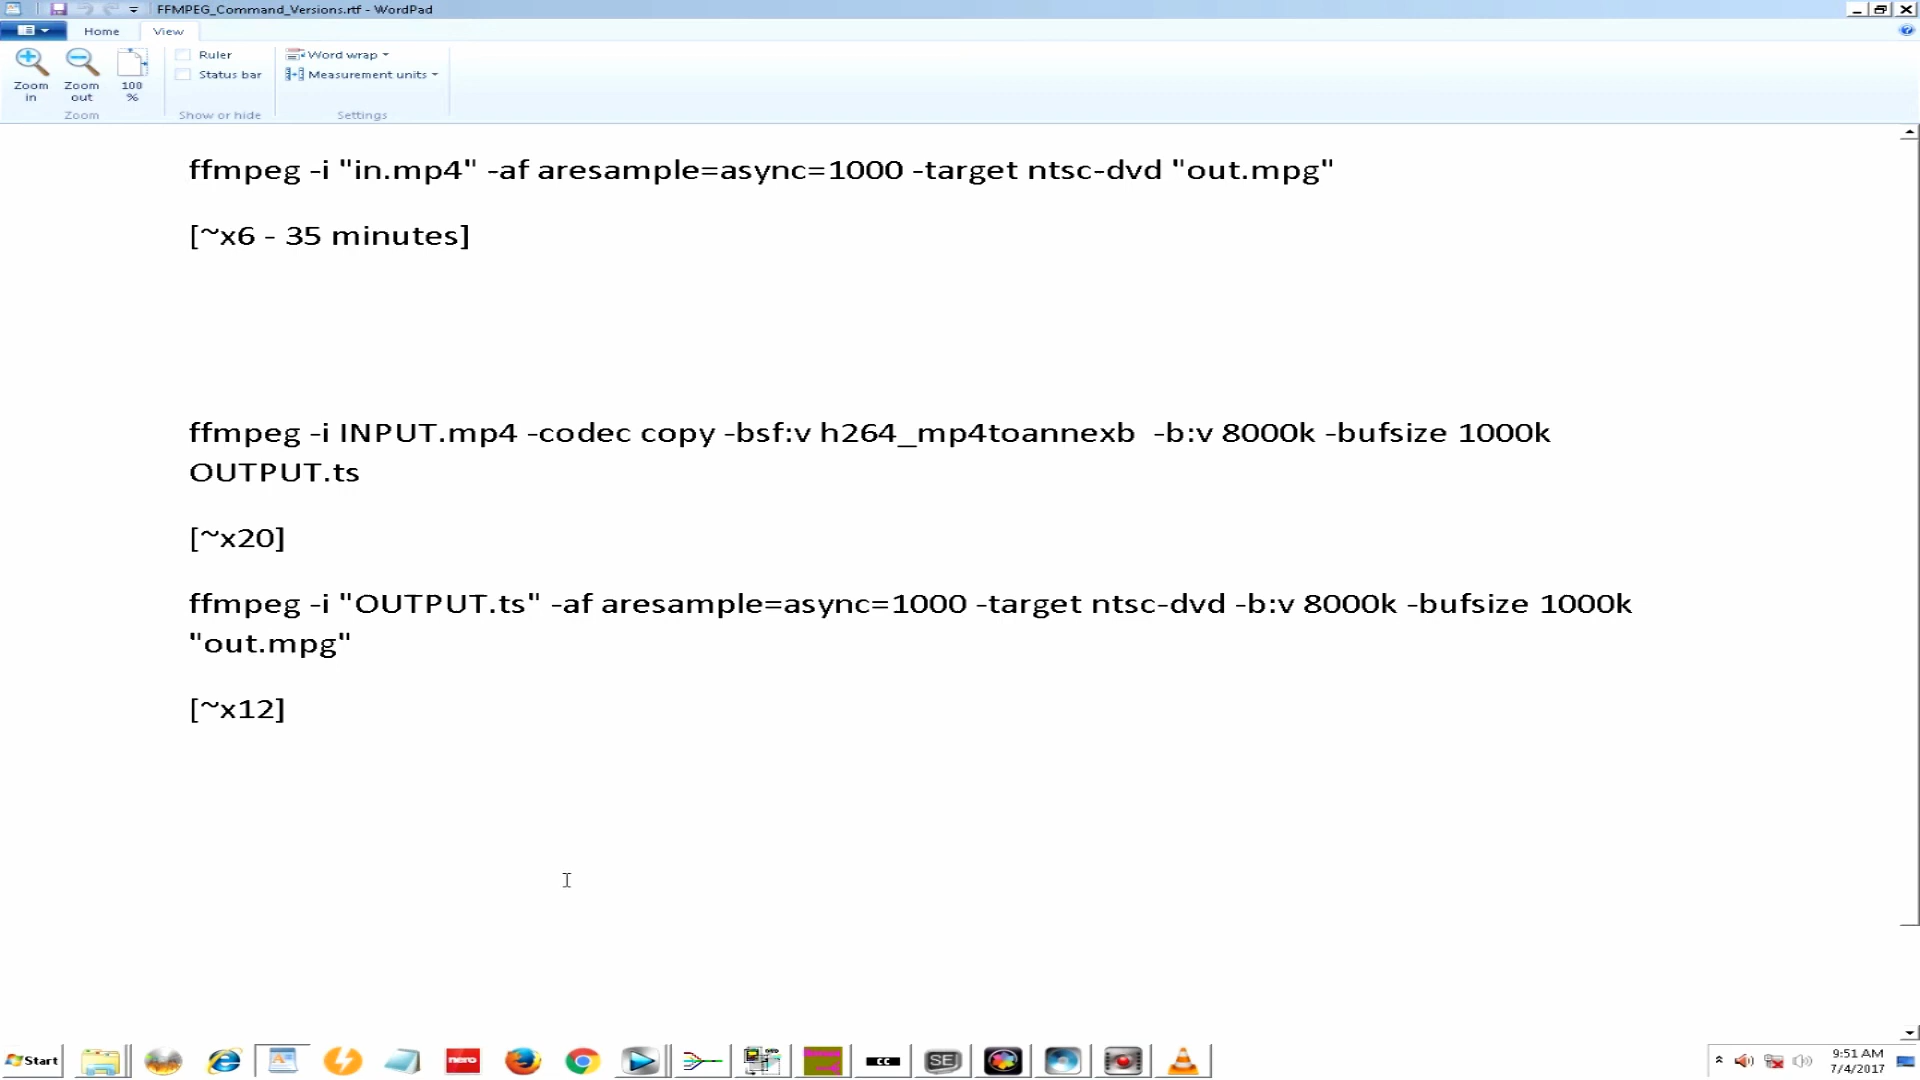 FFMPEG_Command_Versions.rtf - WordPad
Home
View
Zoom in
Zoom out
100 %
Zoom
Ruler
Status bar
Show or hide
Word wrap
Measurement units
Settings
ffmpeg -i "in.mp4" -af aresample=async=1000 -target ntsc-dvd "out.mpg"
[~x6 - 35 minutes]
ffmpeg -i INPUT.mp4 -codec copy -bsf:v h264_mp4toannexb  -b:v 8000k -bufsize 1000k
OUTPUT.ts
[~x20]
ffmpeg -i "OUTPUT.ts" -af aresample=async=1000 -target ntsc-dvd -b:v 8000k -bufsize 1000k
"out.mpg"
[~x12]
Start
nero
CC
SE
9:51 AM
7/4/2017